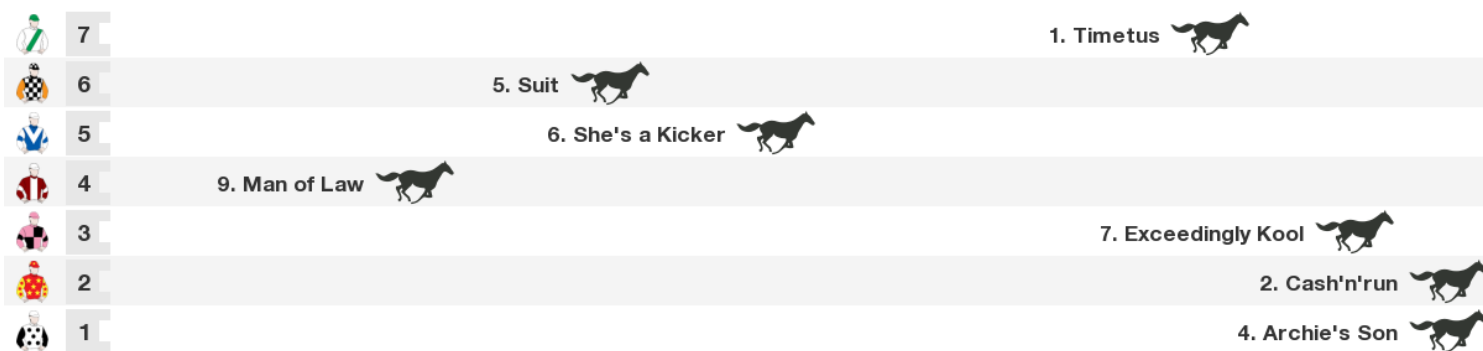 7 1. Timetus
6 5. Suit
5 6. She's a Kicker
4 9. Man of Law
3 7. Exceedingly Kool
2 2. Cash'n'run
1 4. Archie's Son